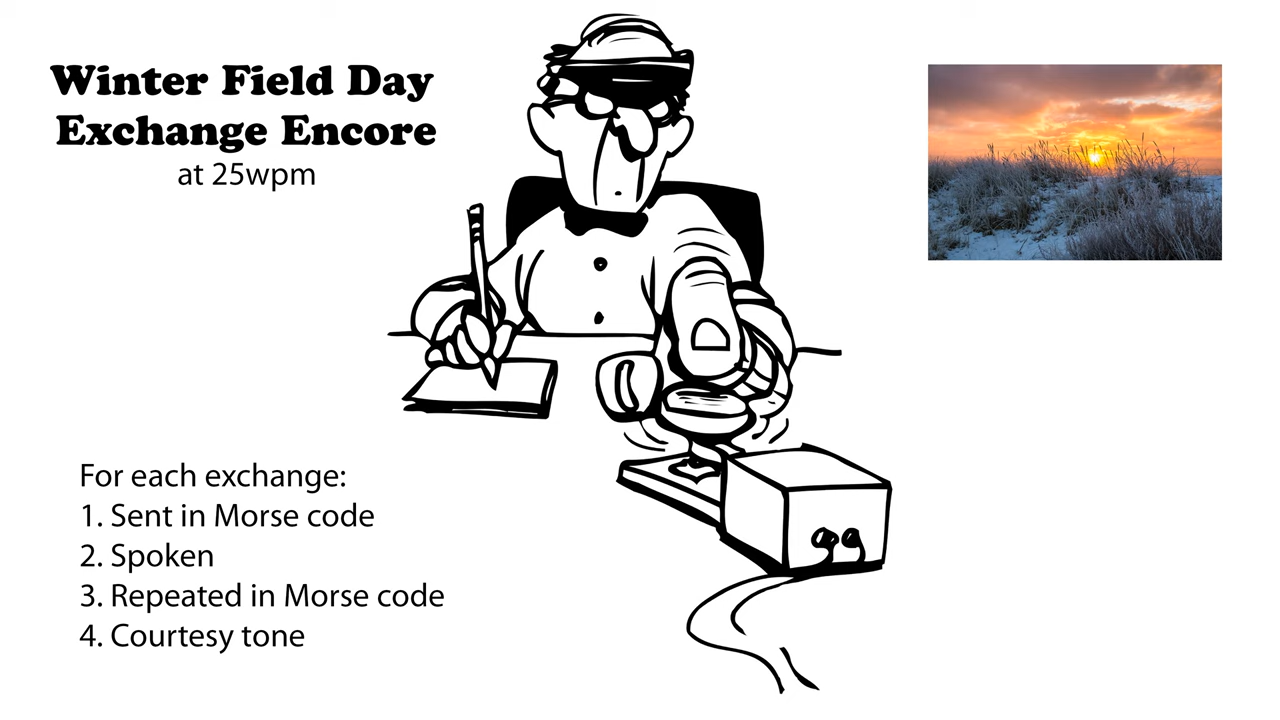 Winter Field Day
Exchange Encore
at 25wpm
For each exchange:
1. Sent in Morse code
2. Spoken
3. Repeated in Morse code
4. Courtesy tone